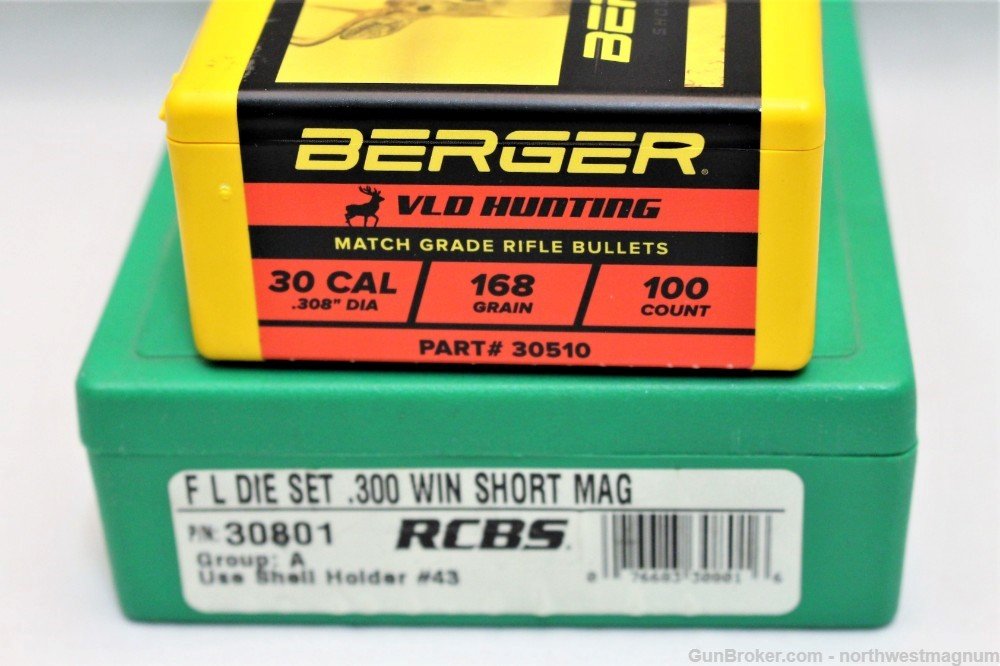 BERGER
VLD HUNTING
MATCH GRADE RIFLE BULLETS
30 CAL
.308" DIA
168
GRAIN
100
COUNT
PART# 30510
F L DIE SET .300 WIN SHORT MAG
P/N: 30801
RCBS
Group: A
Use Shell Holder #43
0 76683 30801 6
GunBroker.com - northwestmagnum